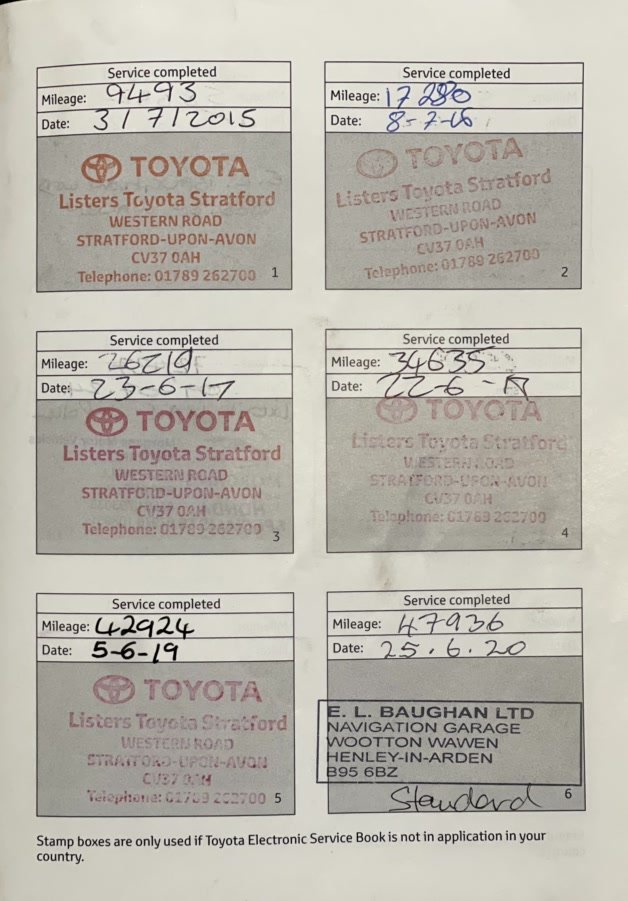 Service completed
Mileage: 9493
Date: 3/7/2015
TOYOTA
Listers Toyota Stratford
WESTERN ROAD
STRATFORD-UPON-AVON
CV37 0AH
Telephone: 01789 262700
1
Service completed
Mileage: 17280
Date: 8-7-16
TOYOTA
Listers Toyota Stratford
WESTERN ROAD
STRATFORD-UPON-AVON
CV37 0AH
Telephone: 01789 262700
2
Service completed
Mileage: 26219
Date: 23-6-17
TOYOTA
Listers Toyota Stratford
WESTERN ROAD
STRATFORD-UPON-AVON
CV37 0AH
Telephone: 01789 262700
3
Service completed
Mileage: 34635
Date: 22-6-
TOYOTA
Listers Toyota Stratford
WESTERN ROAD
STRATFORD-UPON-AVON
CV37 0AH
Telephone: 01789 262700
4
Service completed
Mileage: 42924
Date: 5-6-19
TOYOTA
Listers Toyota Stratford
WESTERN ROAD
STRATFORD-UPON-AVON
CV37 0AH
Telephone: 01789 262700
5
Service completed
Mileage: 47936
Date: 25.6.20
E. L. BAUGHAN LTD
NAVIGATION GARAGE
WOOTTON WAWEN
HENLEY-IN-ARDEN
B95 6BZ
Standard
6
Stamp boxes are only used if Toyota Electronic Service Book is not in application in your
country.